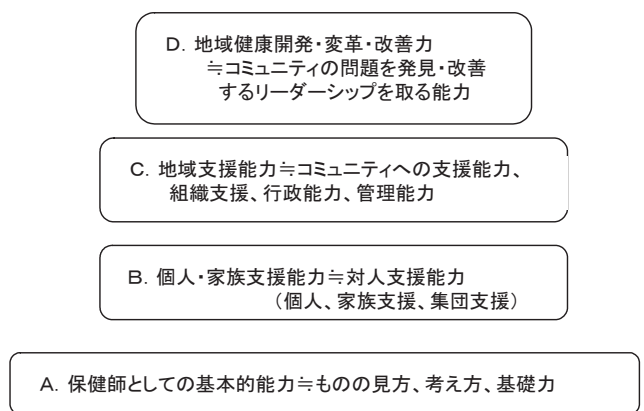 D．地域健康開発・変革・改善力
≒コミュニティの問題を発見・改善
するリーダーシップを取る能力
C．地域支援能力≒コミュニティへの支援能力、
組織支援、行政能力、管理能力
B．個人・家族支援能力≒対人支援能力
（個人、家族支援、集団支援）
A．保健師としての基本的能力≒ものの見方、考え方、基礎力